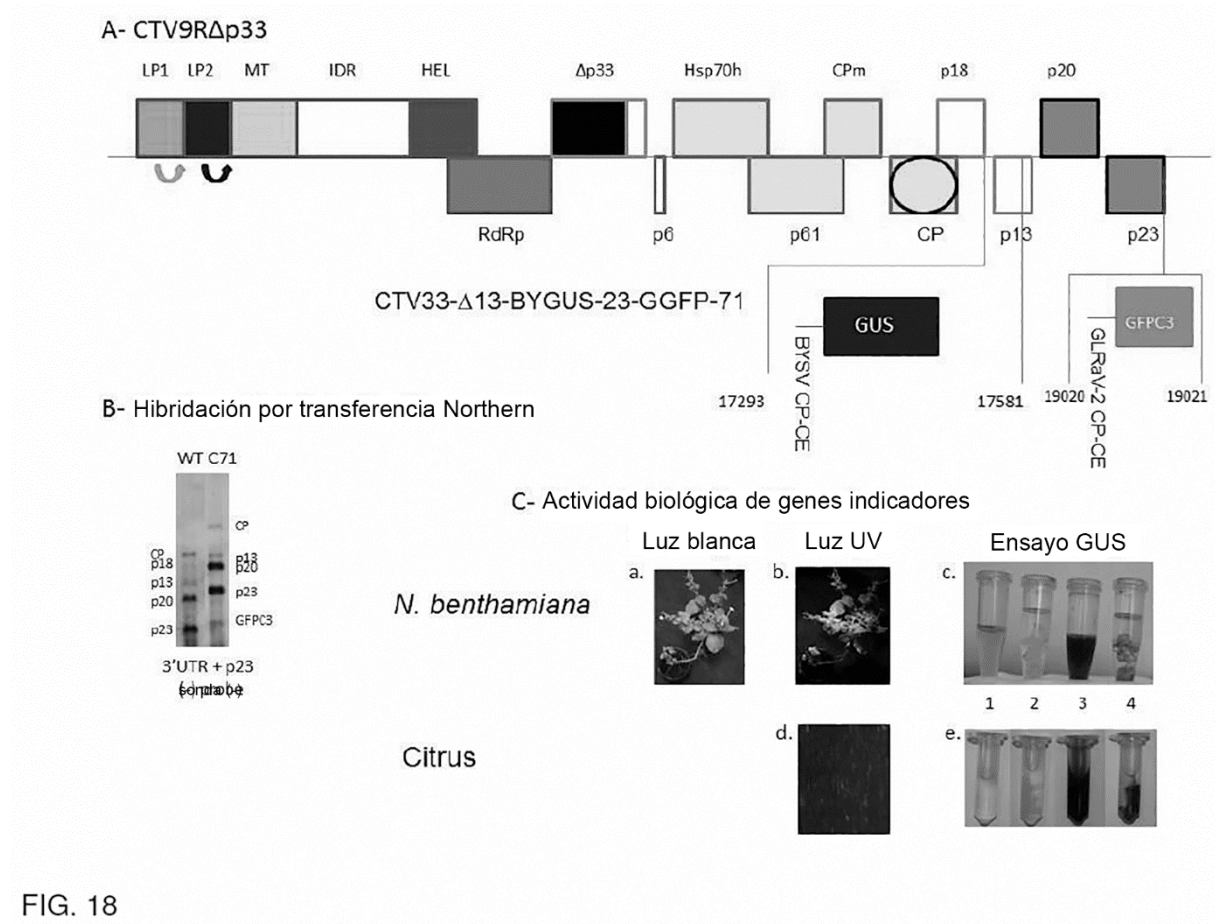 A- CTV9RΔp33
LP1 LP2 MT IDR HEL Δp33 Hsp70h CPm p18 p20
RdRp p6 p61 CP p13 p23
CTV33-Δ13-BYGUS-23-GGFP-71
GUS
GFPC3
BYSV CP-CE
GLRaV-2 CP-CE
17293 17581 19020 19021
B- Hibridación por transferencia Northern
WT C71
CP
p18
p13
p20
p23
CP
p13
p20
p23
GFPC3
3'UTR + p23
C- Actividad biológica de genes indicadores
Luz blanca Luz UV Ensayo GUS
a. b. c.
N. benthamiana
1 2 3 4
d. e.
Citrus
FIG. 18